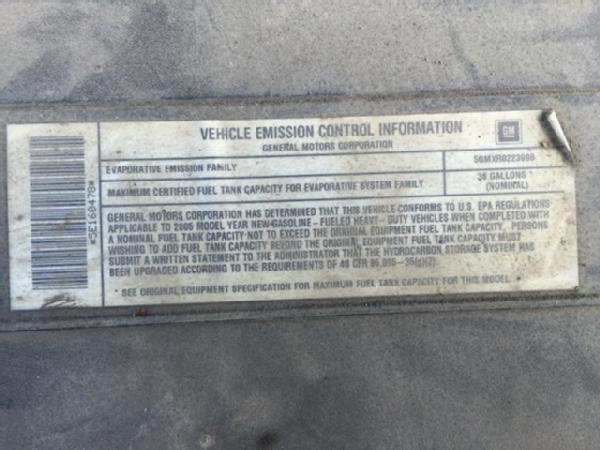 VEHICLE EMISSION CONTROL INFORMATION
GM
GENERAL MOTORS CORPORATION
EVAPORATIVE EMISSION FAMILY
MAXIMUM CERTIFIED FUEL TANK CAPACITY FOR EVAPORATIVE SYSTEM FAMILY
GALLONS *
(NOMINAL)
GENERAL MOTORS CORPORATION HAS DETERMINED THAT THIS VEHICLE CONFORMS TO U.S. EPA REGULATIONS
APPLICABLE TO 2005 MODEL YEAR NEW-GASOLINE - FUELED HEAVY - DUTY VEHICLES WHEN COMPLETED WITH
A NOMINAL FUEL TANK CAPACITY NOT TO EXCEED THE ORIGINAL EQUIPMENT FUEL TANK CAPACITY. PERSONS
WISHING TO ADD FUEL TANK CAPACITY BEYOND THE ORIGINAL EQUIPMENT FUEL TANK CAPACITY MUST
SUBMIT A WRITTEN STATEMENT TO THE ADMINISTRATOR THAT THE HYDROCARBON STORAGE SYSTEM HAS
BEEN UPGRADED ACCORDING TO THE REQUIREMENTS OF 40 CFR
* SEE ORIGINAL EQUIPMENT SPECIFICATION FOR MAXIMUM FUEL TANK CAPACITY FOR THIS VEHICLE.
*5E160478*